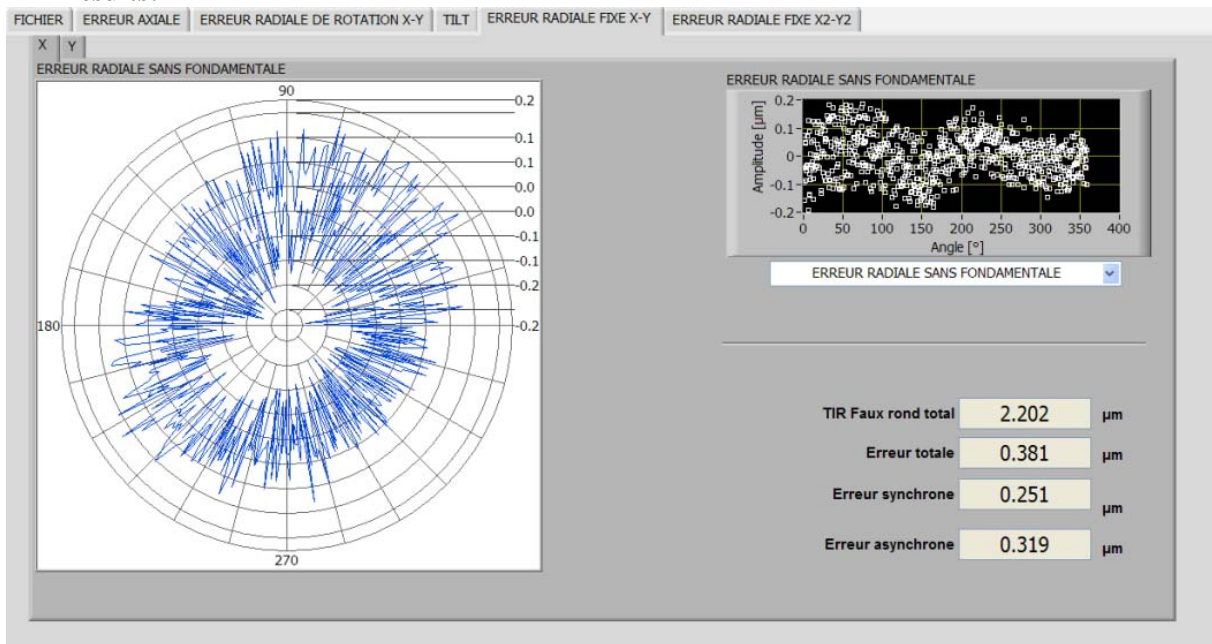 FICHIER ERREUR AXIALE ERREUR RADIALE DE ROTATION X-Y TILT ERREUR RADIALE FIXE X-Y ERREUR RADIALE FIXE X2-Y2
X Y
ERREUR RADIALE SANS FONDAMENTALE
90
0.2
0.1
0.1
0.0
-0.0
-0.1
-0.1
-0.2
-0.2
180
270
ERREUR RADIALE SANS FONDAMENTALE
Amplitude [µm]
0.2
0.1
0
-0.1
-0.2
0 50 100 150 200 250 300 350 400
Angle [°]
ERREUR RADIALE SANS FONDAMENTALE
TIR Faux rond total 2.202 µm
Erreur totale 0.381 µm
Erreur synchrone 0.251 µm
Erreur asynchrone 0.319 µm